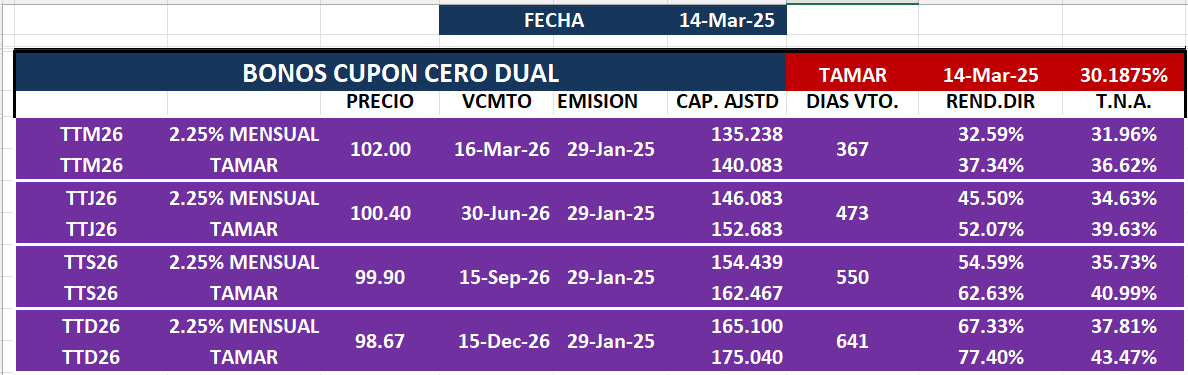 FECHA 14-Mar-25
BONOS CUPON CERO DUAL TAMAR 14-Mar-25 30.1875%
PRECIO VCMTO EMISION CAP. AJSTD DIAS VTO. REND.DIR T.N.A.
TTM26 2.25% MENSUAL 102.00 16-Mar-26 29-Jan-25 135.238 367 32.59% 31.96%
TTM26 TAMAR 140.083 37.34% 36.62%
TTJ26 2.25% MENSUAL 100.40 30-Jun-26 29-Jan-25 146.083 473 45.50% 34.63%
TTJ26 TAMAR 152.683 52.07% 39.63%
TTS26 2.25% MENSUAL 99.90 15-Sep-26 29-Jan-25 154.439 550 54.59% 35.73%
TTS26 TAMAR 162.467 62.63% 40.99%
TTD26 2.25% MENSUAL 98.67 15-Dec-26 29-Jan-25 165.100 641 67.33% 37.81%
TTD26 TAMAR 175.040 77.40% 43.47%